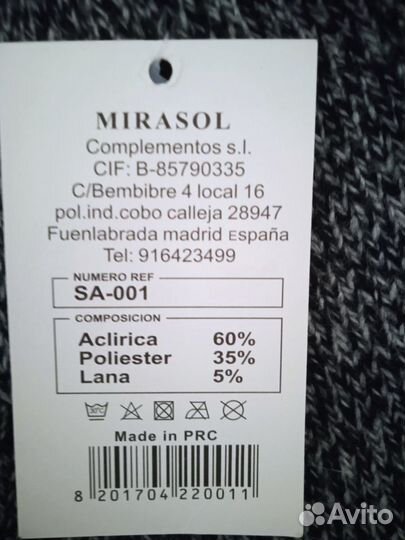 MIRASOL
Complementos s.l.
CIF: B-85790335
C/Bembibre 4 local 16
pol.ind.cobo calleja 28947
Fuenlabrada madrid España
Tel: 916423499
NUMERO REF
SA-001
COMPOSICION
Aclirica 60%
Poliester 35%
Lana 5%
30°C
Made in PRC
8 201704 220011
Avito